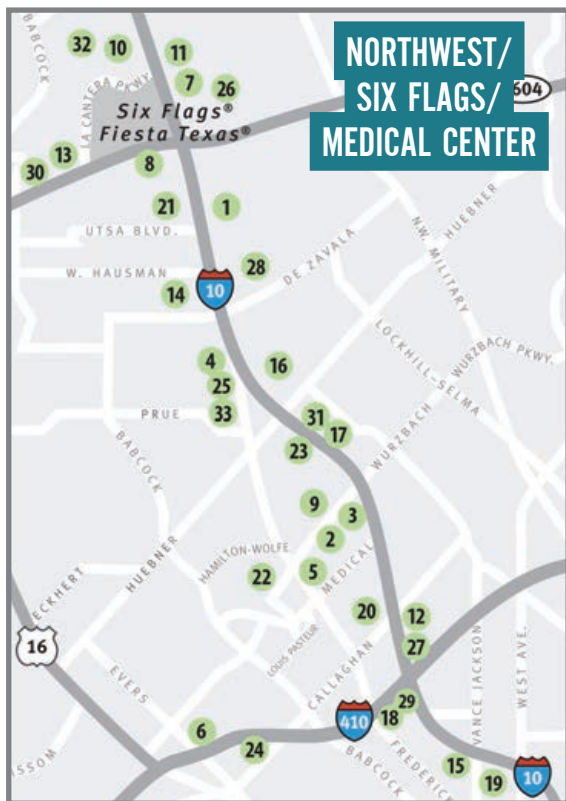 NORTHWEST/
SIX FLAGS/
MEDICAL CENTER
BABCOCK
32
10
11
LA CANTERA PKWY.
7
26
604
Six Flags®
Fiesta Texas®
13
30
8
21
1
UTSA BLVD.
HUEBNER
N.W. MILITARY
W. HAUSMAN
28
DE ZAVALA
14
10
LOCKHILL-SELMA
WURZBACH PKWY.
4
16
25
33
PRUE
31
17
23
BABCOCK
WURZBACH
9
3
2
HUEBNER
HAMILTON-WOLFE
MEDICAL
5
22
ECKHERT
20
12
LOUIS PASTEUR
CALLAGHAN
27
16
EVERS
VANCE JACKSON
WEST AVE.
29
18
410
6
24
BABCOCK
FREDERICK
15
19
10
ISSOM